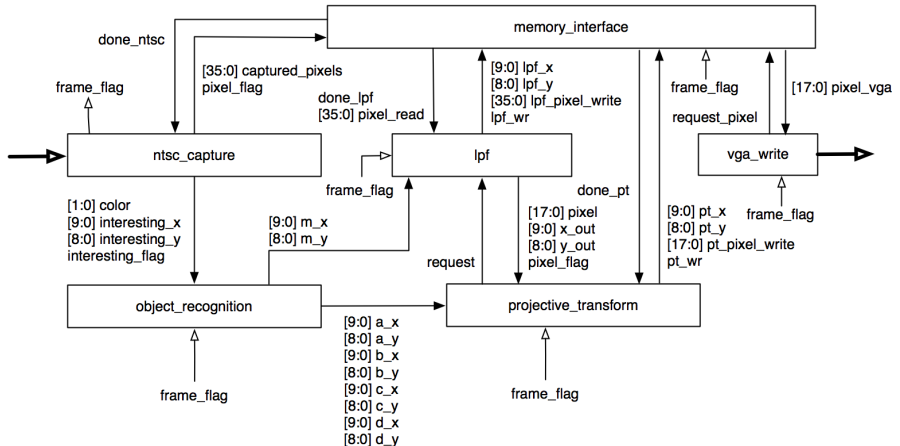 memory_interface
done_ntsc
[35:0] captured_pixels
pixel_flag
frame_flag
done_lpf
[35:0] pixel_read
[9:0] lpf_x
[8:0] lpf_y
[35:0] lpf_pixel_write
lpf_wr
frame_flag
request_pixel
[17:0] pixel_vga
ntsc_capture
lpf
vga_write
frame_flag
frame_flag
[1:0] color
[9:0] interesting_x
[8:0] interesting_y
interesting_flag
[9:0] m_x
[8:0] m_y
request
[17:0] pixel
[9:0] x_out
[8:0] y_out
pixel_flag
done_pt
[9:0] pt_x
[8:0] pt_y
[17:0] pt_pixel_write
pt_wr
object_recognition
projective_transform
[9:0] a_x
[8:0] a_y
[9:0] b_x
[8:0] b_y
[9:0] c_x
[8:0] c_y
[9:0] d_x
[8:0] d_y
frame_flag
frame_flag